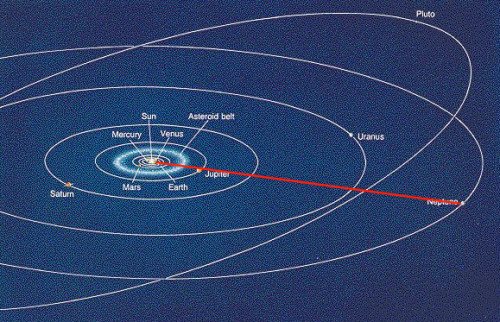 Pluto
Sun
Asteroid belt
Mercury
Venus
Uranus
Jupiter
Mars
Earth
Saturn
Neptune